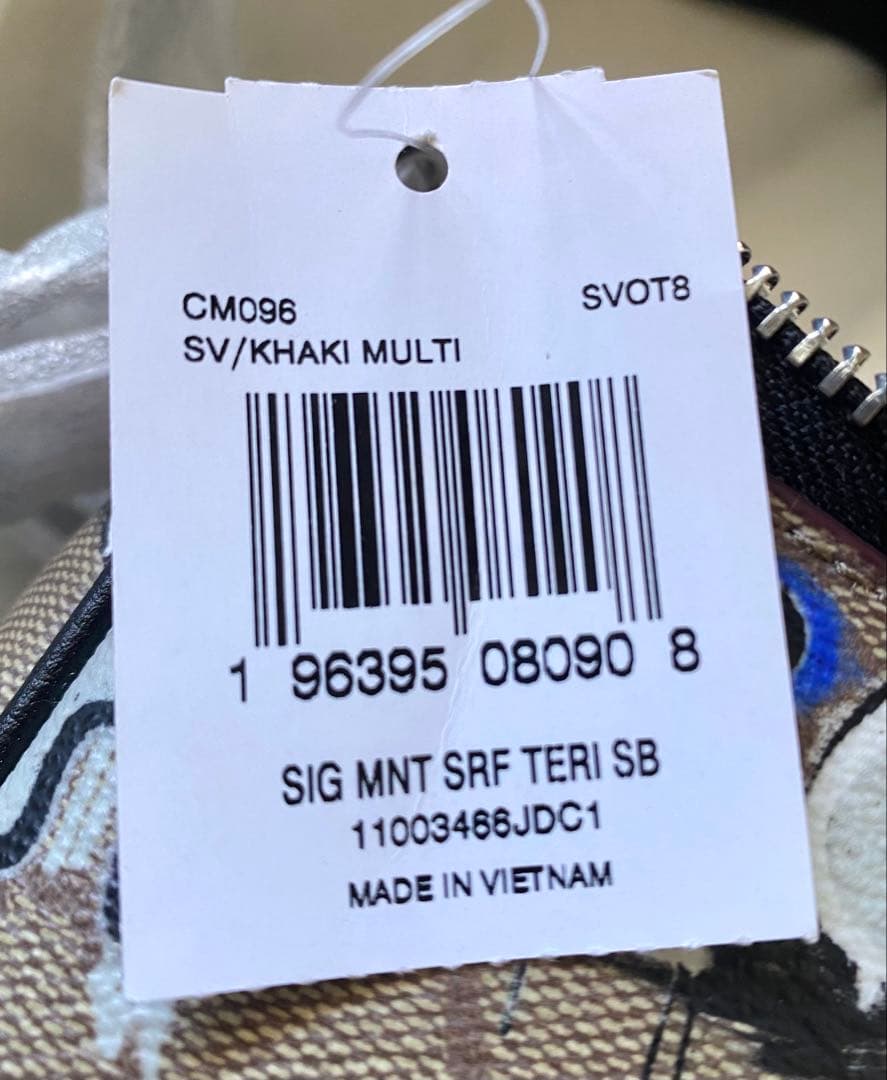 CM096 SVOT8
SV/KHAKI MULTI
1 96395 08090 8
SIG MNT SRF TERI SB
11003466JDC1
MADE IN VIETNAM